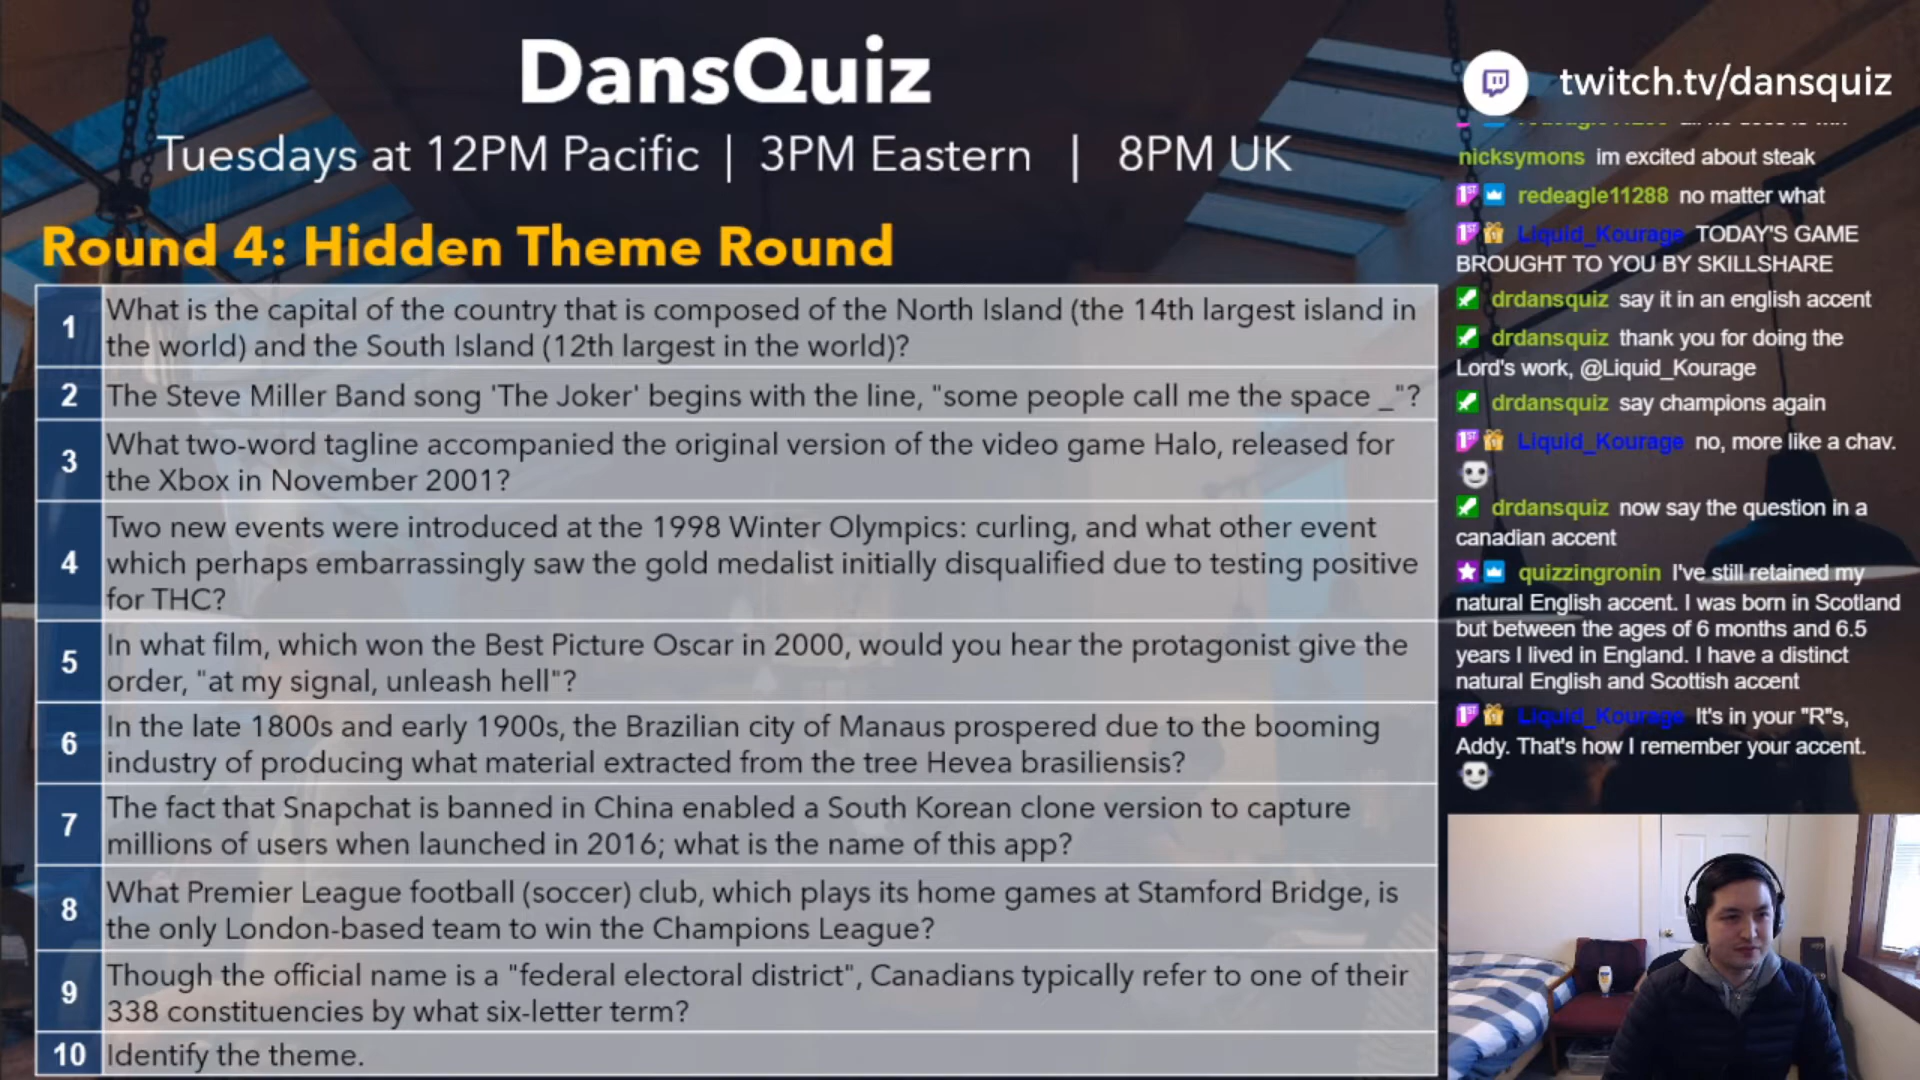 DansQuiz
Tuesdays at 12PM Pacific | 3PM Eastern | 8PM UK
Round 4: Hidden Theme Round
1 What is the capital of the country that is composed of the North Island (the 14th largest island in
the world) and the South Island (12th largest in the world)?
2 The Steve Miller Band song 'The Joker' begins with the line, "some people call me the space _"?
3 What two-word tagline accompanied the original version of the video game Halo, released for
the Xbox in November 2001?
4 Two new events were introduced at the 1998 Winter Olympics: curling, and what other event
which perhaps embarrassingly saw the gold medalist initially disqualified due to testing positive
for THC?
5 In what film, which won the Best Picture Oscar in 2000, would you hear the protagonist give the
order, "at my signal, unleash hell"?
6 In the late 1800s and early 1900s, the Brazilian city of Manaus prospered due to the booming
industry of producing what material extracted from the tree Hevea brasiliensis?
7 The fact that Snapchat is banned in China enabled a South Korean clone version to capture
millions of users when launched in 2016; what is the name of this app?
8 What Premier League football (soccer) club, which plays its home games at Stamford Bridge, is
the only London-based team to win the Champions League?
9 Though the official name is a "federal electoral district", Canadians typically refer to one of their
338 constituencies by what six-letter term?
10 Identify the theme.
twitch.tv/dansquiz
nicksymons im excited about steak
1ST redeagle11288 no matter what
1ST Liquid_Kourage TODAY'S GAME
BROUGHT TO YOU BY SKILLSHARE
drdansquiz say it in an english accent
drdansquiz thank you for doing the
Lord's work, @Liquid_Kourage
drdansquiz say champions again
1ST Liquid_Kourage no, more like a chav.
drdansquiz now say the question in a
canadian accent
quizzingronin I've still retained my
natural English accent. I was born in Scotland
but between the ages of 6 months and 6.5
years I lived in England. I have a distinct
natural English and Scottish accent
1ST Liquid_Kourage It's in your "R"s,
Addy. That's how I remember your accent.